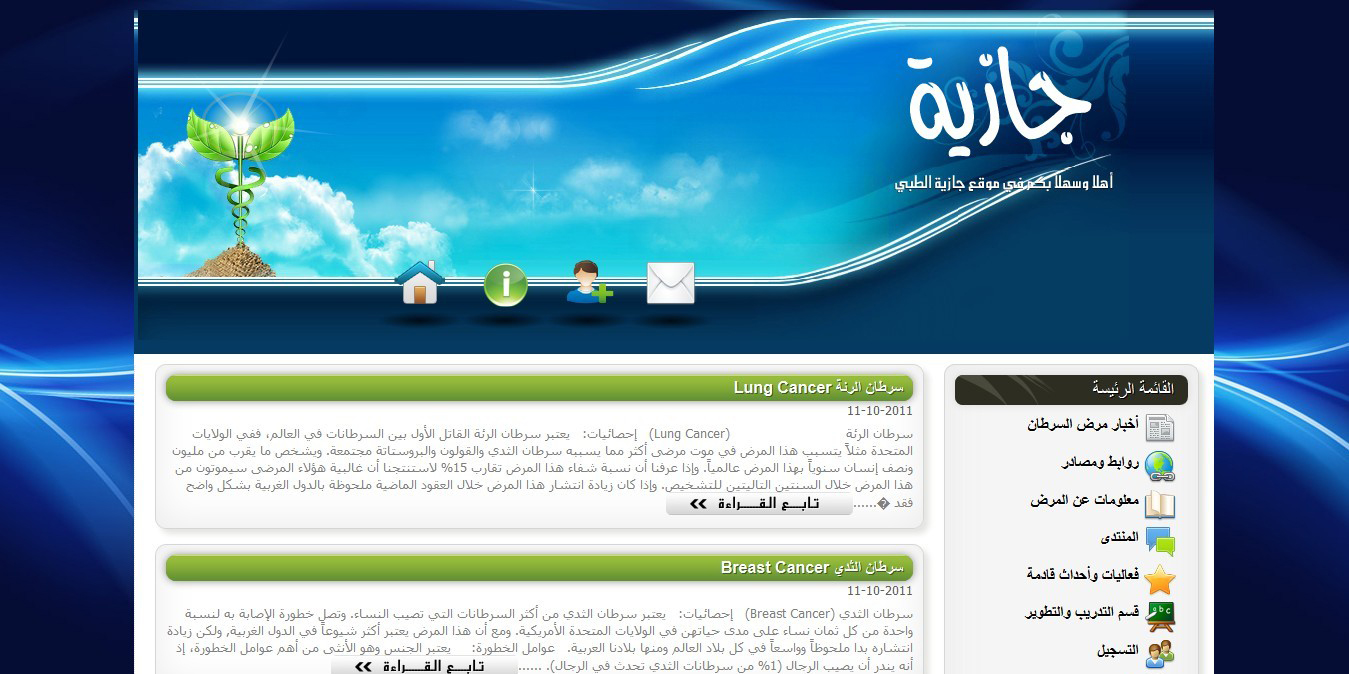 جازية
أهلا وسهلا بكم في موقع جازية الطبي
القائمة الرئيسة
أخبار مرض السرطان
روابط ومصادر
معلومات عن المرض
المنتدى
فعاليات وأحداث قادمة
قسم التدريب والتطوير
التسجيل
سرطان الرئة Lung Cancer
11-10-2011
سرطان الرئة (Lung Cancer) إحصائيات: يعتبر سرطان الرئة القاتل الأول بين السرطانات في العالم، ففي الولايات
المتحدة مثلاً يتسبب هذا المرض في موت مرضى أكثر مما يسببه سرطان الثدي والقولون والبروستاتة مجتمعة. ويشخص ما يقرب من مليون
ونصف إنسان سنوياً بهذا المرض عالمياً. وإذا عرفنا أن نسبة شفاء هذا المرض تقارب 15% لاستنتجنا أن غالبية هؤلاء المرضى سيموتون من
هذا المرض خلال السنتين التاليتين للتشخيص. وإذا كان زيادة انتشار هذا المرض خلال العقود الماضية ملحوظة بالدول الغربية بشكل واضح
فقد �...... تابـــع القـــــراءة
سرطان الثدي Breast Cancer
11-10-2011
سرطان الثدي (Breast Cancer) إحصائيات: يعتبر سرطان الثدي من أكثر السرطانات التي تصيب النساء. وتصل خطورة الإصابة به لنسبة
واحدة من كل ثمان نساء على مدى حياتهن في الولايات المتحدة الأمريكية. ومع أن هذا المرض يعتبر أكثر شيوعاً في الدول الغربية, ولكن زيادة
انتشاره بدا ملحوظاً وواسعاً في كل بلاد العالم ومنها بلادنا العربية. عوامل الخطورة: يعتبر الجنس وهو الأنثى من أهم عوامل الخطورة، إذ
أنه يندر أن يصيب الرجال (1% من سرطانات الثدي تحدث في الرجال). ...... تابـــع القـــــراءة